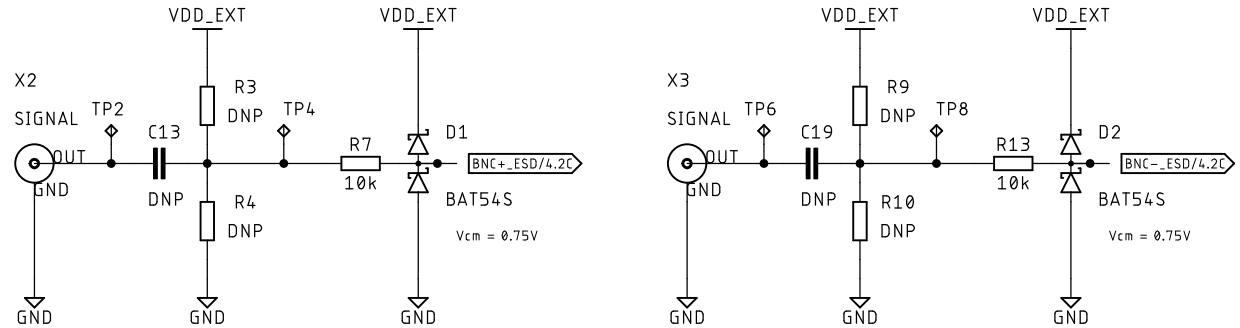 VDD_EXT
VDD_EXT
X2
R3
SIGNAL
TP2
DNP
TP4
C13
R7
D1
OUT
BNC+_ESD/4.2C
GND
DNP
R4
10k
BAT54S
DNP
Vcm = 0.75V
GND
GND
GND
VDD_EXT
VDD_EXT
X3
R9
SIGNAL
TP6
DNP
TP8
C19
R13
D2
OUT
BNC-_ESD/4.2C
GND
DNP
R10
10k
BAT54S
DNP
Vcm = 0.75V
GND
GND
GND